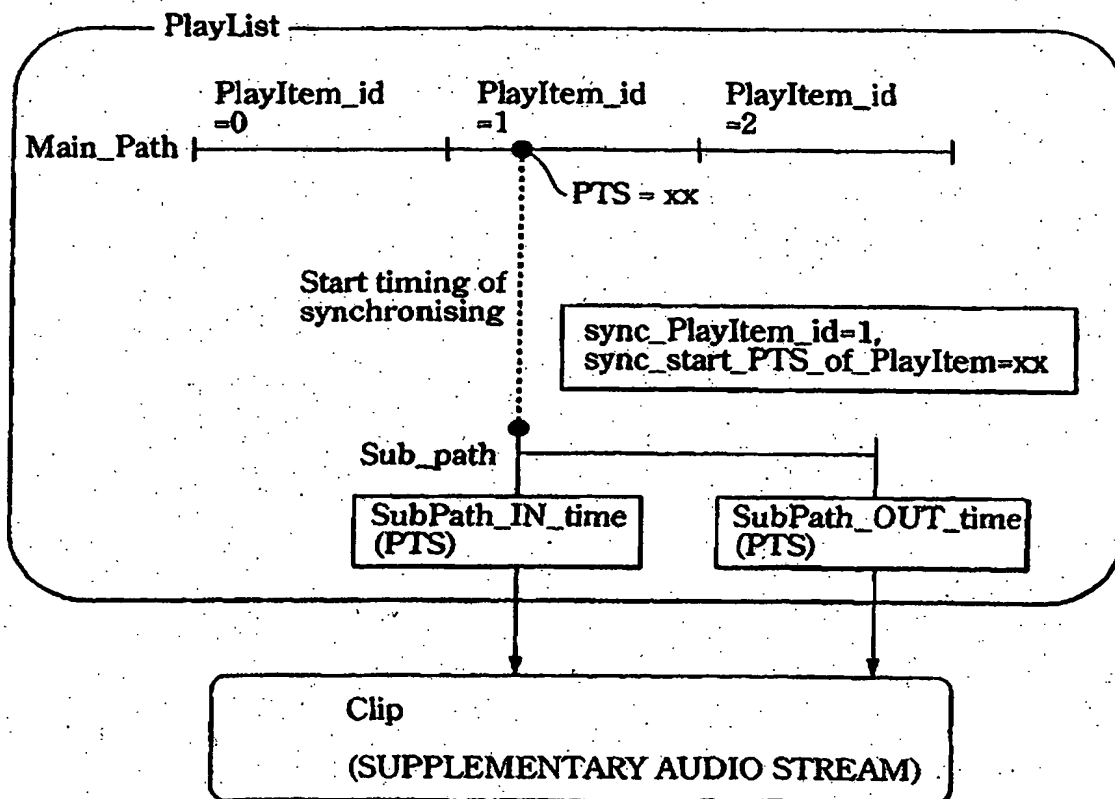 PlayList
PlayItem_id
=0
PlayItem_id
=1
PlayItem_id
=2
Main_Path
PTS = xx
Start timing of
synchronising
sync_PlayItem_id=1,
sync_start_PTS_of_PlayItem=xx
Sub_path
SubPath_IN_time
(PTS)
SubPath_OUT_time
(PTS)
Clip
(SUPPLEMENTARY AUDIO STREAM)